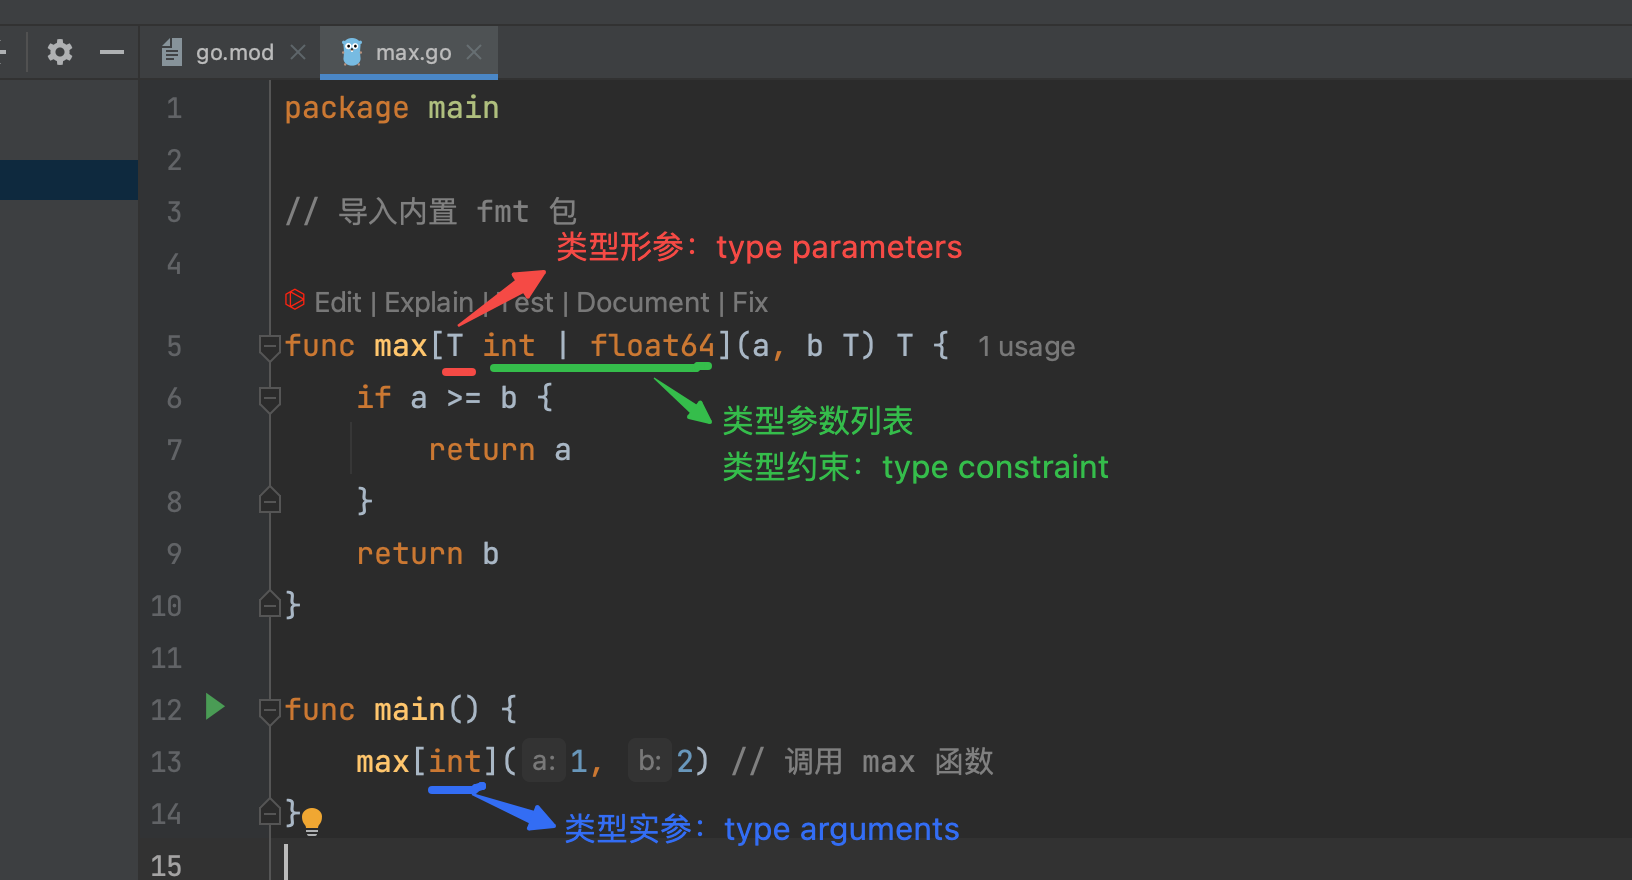 go.mod
max.go
1 package main
2
3 // 导入内置 fmt 包
类型形参：type parameters
4
Edit | Explain | Test | Document | Fix
5 func max[T int | float64](a, b T) T { 1 usage
6 if a >= b {
类型参数列表
7 return a
类型约束：type constraint
8 }
9 return b
10 }
11
12 func main() {
13 max[int](a: 1, b: 2) // 调用 max 函数
14 }
类型实参：type arguments
15